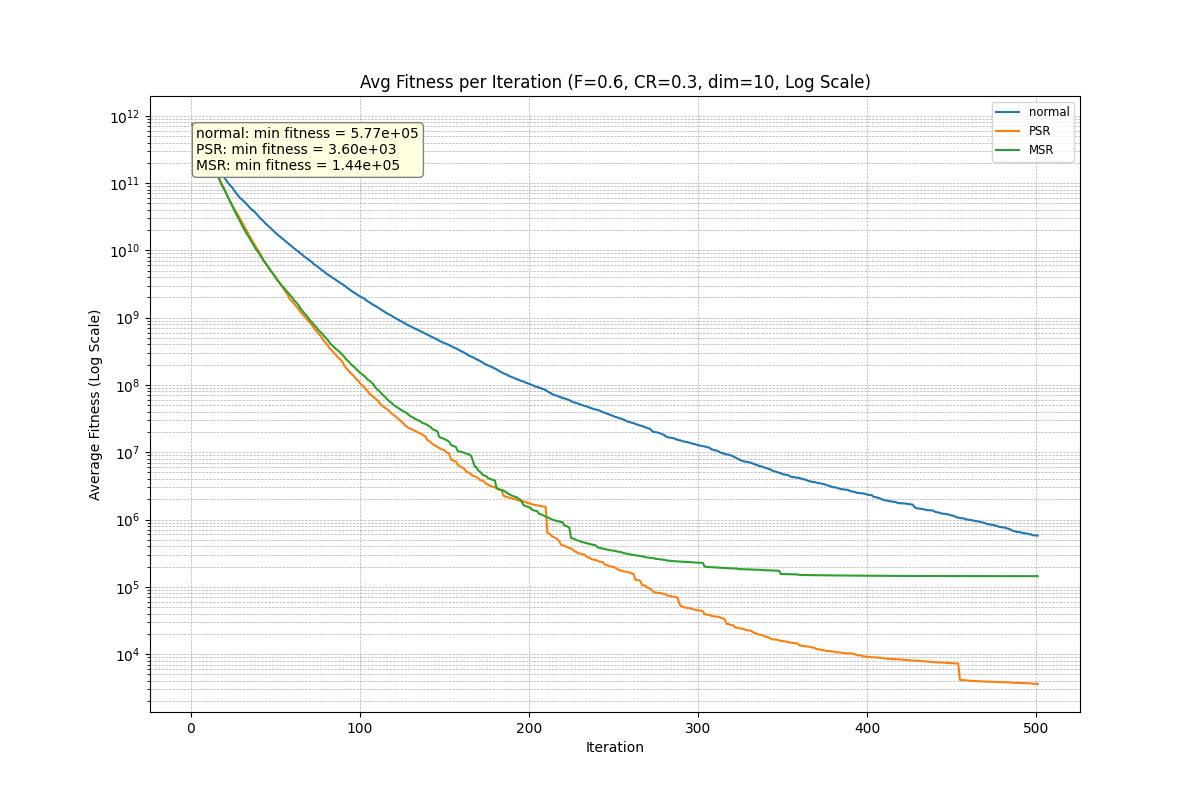 Avg Fitness per Iteration (F=0.6, CR=0.3, dim=10, Log Scale)
normal: min fitness = 5.77e+05
PSR: min fitness = 3.60e+03
MSR: min fitness = 1.44e+05
normal
PSR
MSR
Average Fitness (Log Scale)
10¹²
10¹¹
10¹⁰
10⁹
10⁸
10⁷
10⁶
10⁵
10⁴
0 100 200 300 400 500
Iteration